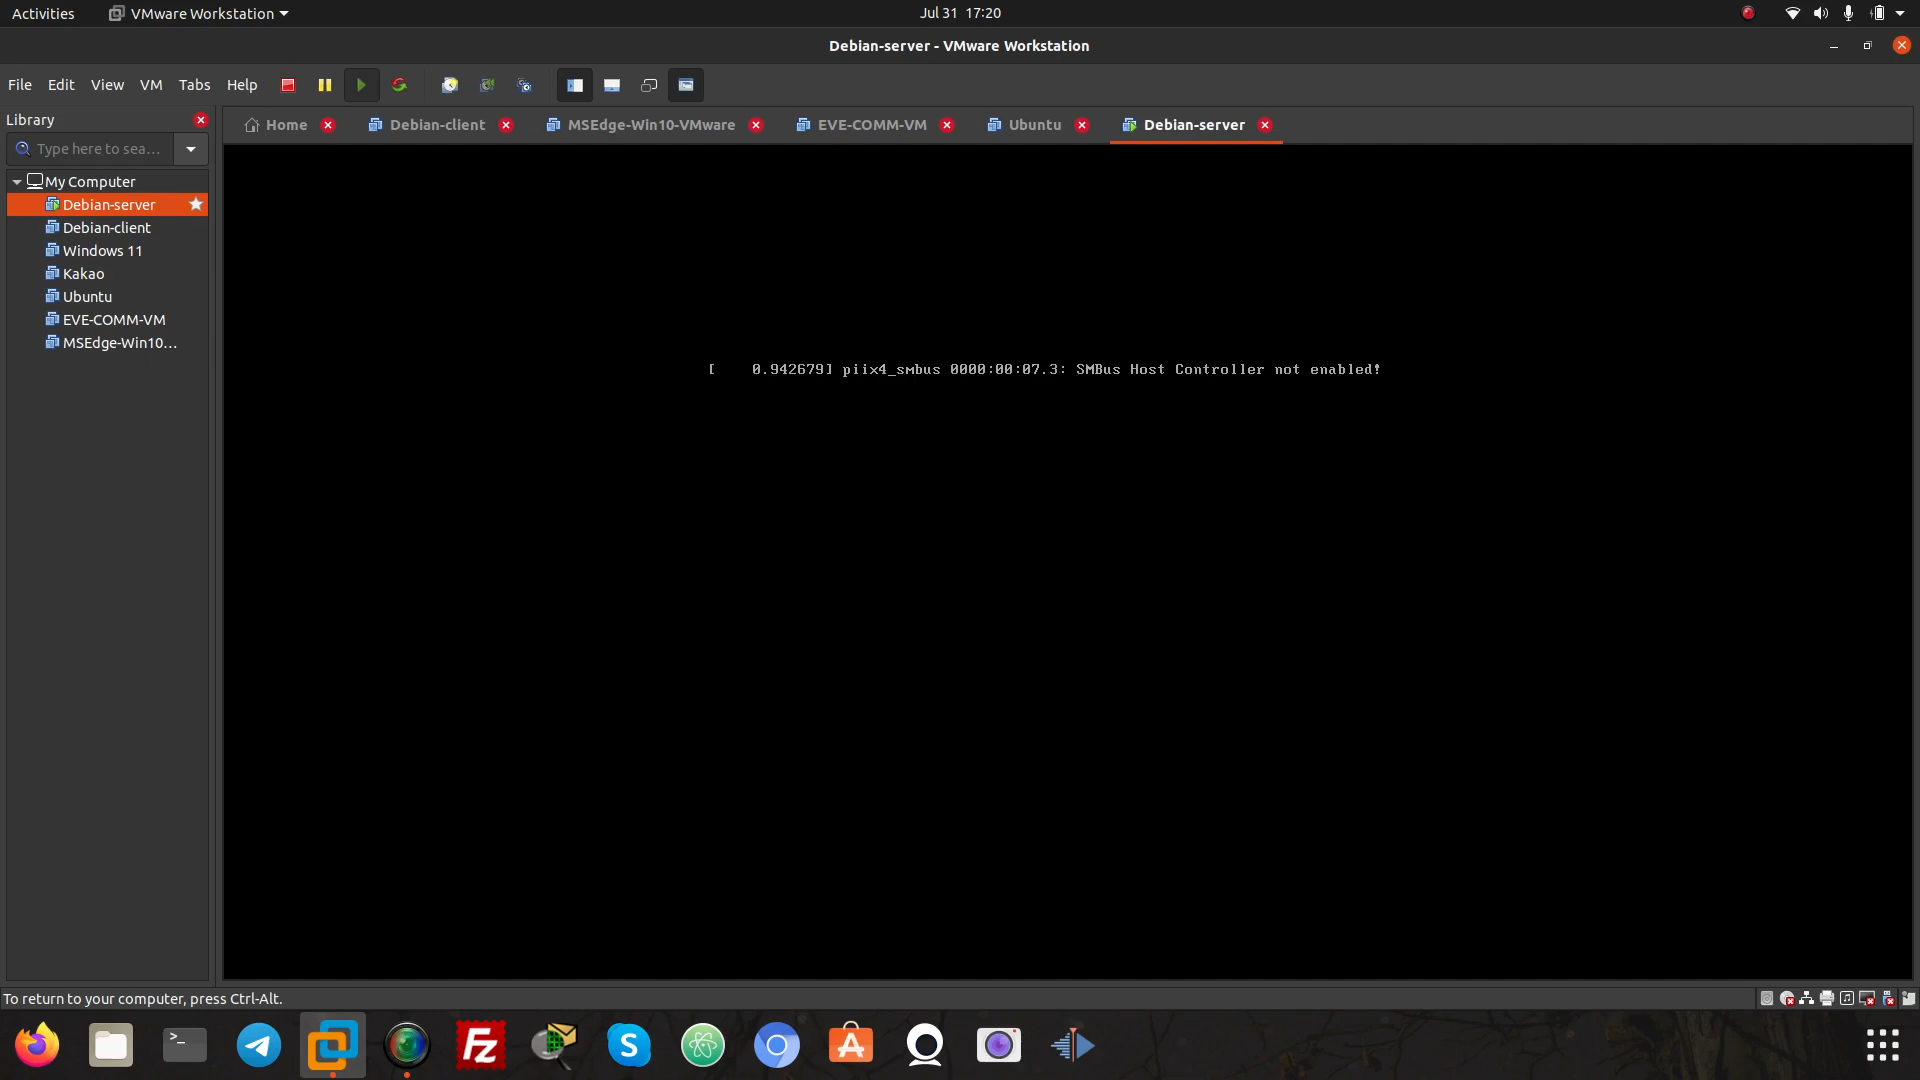 Activities
VMware Workstation
Jul 31 17:20
Debian-server - VMware Workstation
File Edit View VM Tabs Help
Library
Home
Debian-client
MSEdge-Win10-VMware
EVE-COMM-VM
Ubuntu
Debian-server
Type here to sea...
My Computer
Debian-server
Debian-client
Windows 11
Kakao
Ubuntu
EVE-COMM-VM
MSEdge-Win10...
[    0.942679] piix4_smbus 0000:00:07.3: SMBus Host Controller not enabled!
To return to your computer, press Ctrl-Alt.
>_
Fz
S
A